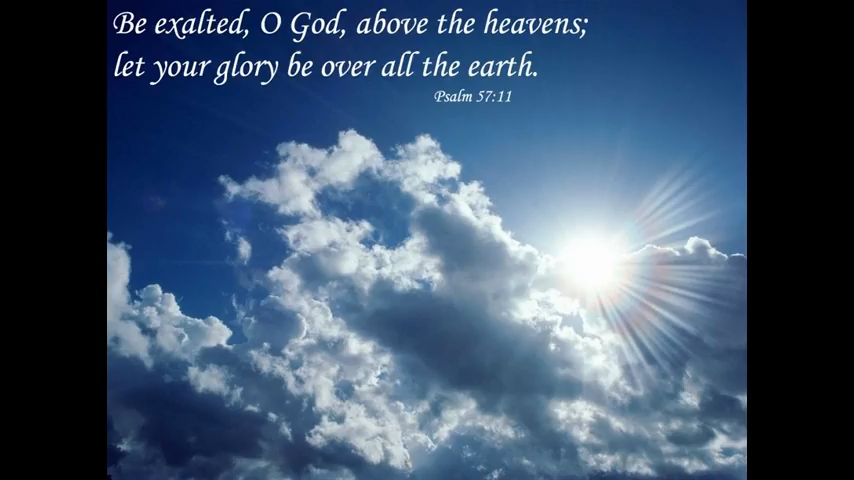 Be exalted, O God, above the heavens;
let your glory be over all the earth.
Psalm 57:11